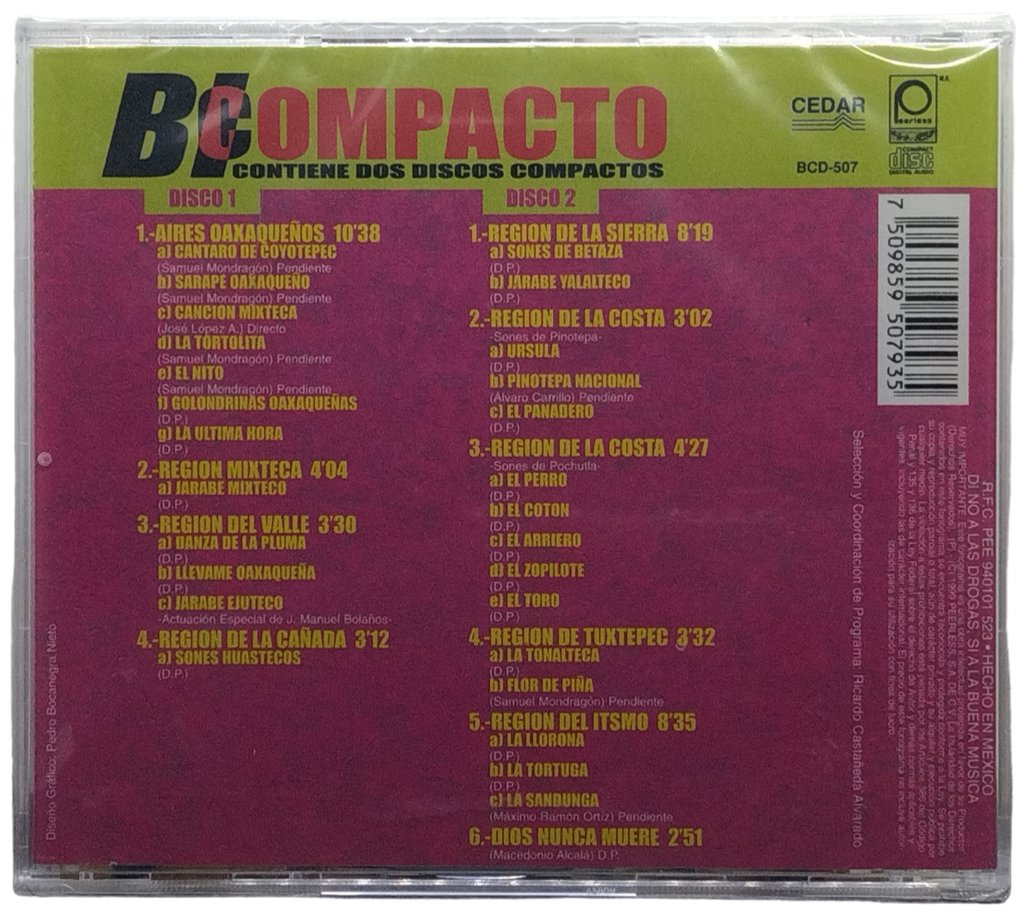 Bi COMPACTO
CONTIENE DOS DISCOS COMPACTOS
CEDAR
BCD-507
Peerless
M.R.
COMPACT
disc
DIGITAL AUDIO
DISCO 1
1.-AIRES OAXAQUEÑOS 10'38
a) CANTARO DE COYOTEPEC
(Samuel Mondragón) Pendiente
b) SARAPE OAXAQUEÑO
(Samuel Mondragón) Pendiente
c) CANCION MIXTECA
(José López A.) Directo
d) LA TORTOLITA
(Samuel Mondragón) Pendiente
e) EL NITO
(Samuel Mondragón) Pendiente
f) GOLONDRINAS OAXAQUEÑAS
(D.P.)
g) LA ULTIMA HORA
(D.P.)
2.-REGION MIXTECA 4'04
a) JARABE MIXTECO
(D.P.)
3.-REGION DEL VALLE 3'30
a) DANZA DE LA PLUMA
(D.P.)
b) LLEVAME OAXAQUEÑA
(D.P.)
c) JARABE EJUTECO
-Actuación Especial de J. Manuel Bolaños-
4.-REGION DE LA CAÑADA 3'12
a) SONES HUASTECOS
(D.P.)
DISCO 2
1.-REGION DE LA SIERRA 8'19
a) SONES DE BETAZA
(D.P.)
b) JARABE YALALTECO
(D.P.)
2.-REGION DE LA COSTA 3'02
-Sones de Pinotepa-
a) URSULA
(D.P.)
b) PINOTEPA NACIONAL
(Álvaro Carrillo) Pendiente
c) EL PANADERO
(D.P.)
3.-REGION DE LA COSTA 4'27
-Sones de Pochutla-
a) EL PERRO
(D.P.)
b) EL COTON
(D.P.)
c) EL ARRIERO
(D.P.)
d) EL ZOPILOTE
(D.P.)
e) EL TORO
(D.P.)
4.-REGION DE TUXTEPEC 3'32
a) LA TONALTECA
(D.P.)
b) FLOR DE PIÑA
(Samuel Mondragón) Pendiente
5.-REGION DEL ITSMO 8'35
a) LA LLORONA
(D.P.)
b) LA TORTUGA
(D.P.)
c) LA SANDUNGA
(Máximo Ramón Ortiz) Pendiente
6.-DIOS NUNCA MUERE 2'51
(Macedonio Alcalá) D.P.
7 509859 507935
R.F.C. PEE 940101 523 • HECHO EN MEXICO
DI NO A LAS DROGAS, SI A LA BUENA MUSICA
Selección y Coordinación de Programa: Ricardo Castañeda Alvarado
Diseño Gráfico: Pedro Bocanegra Nieto